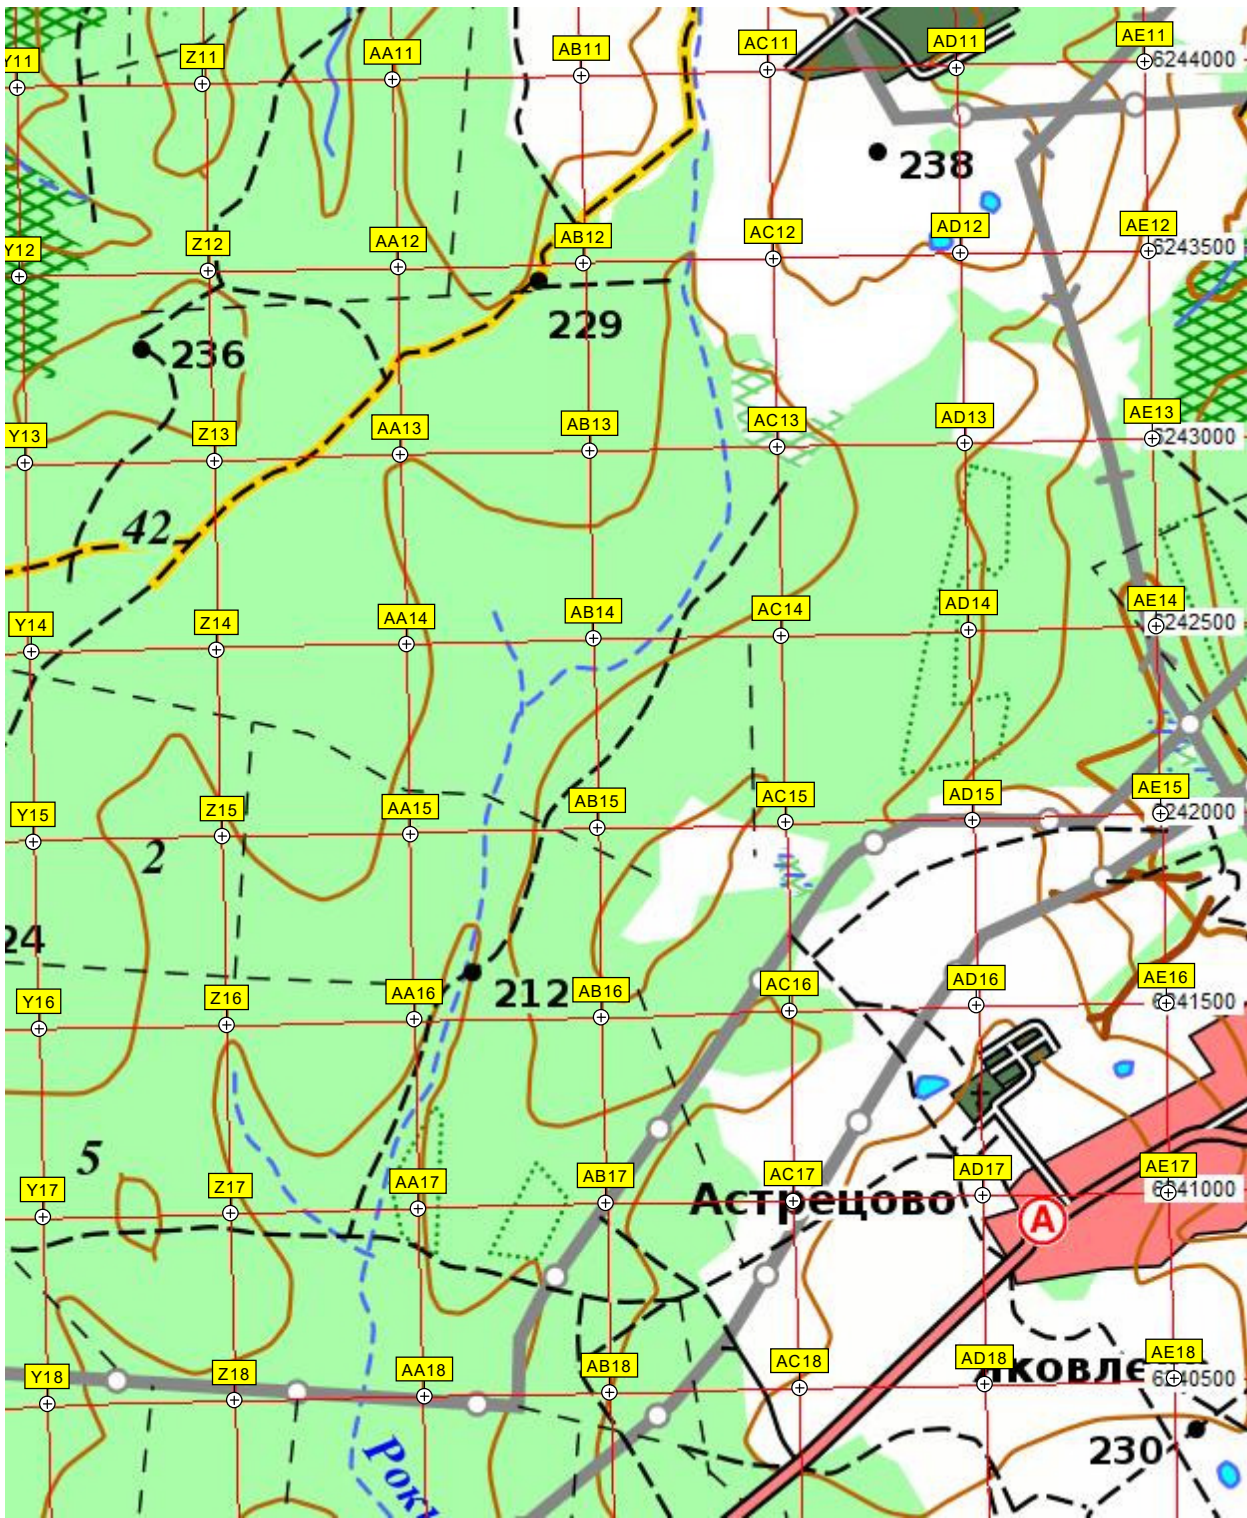 Y11 Z11 AA11 AB11 AC11 AD11 AE11 6244000
238
Y12 Z12 AA12 AB12 AC12 AD12 AE12 6243500
229
236
Y13 Z13 AA13 AB13 AC13 AD13 AE13 6243000
42
Y14 Z14 AA14 AB14 AC14 AD14 AE14 6242500
Y15 Z15 AA15 AB15 AC15 AD15 AE15 242000
2
24
212
Y16 Z16 AA16 AB16 AC16 AD16 AE16 6241500
5
Y17 Z17 AA17 AB17 AC17 AD17 AE17 6241000
Астрецово
А
Y18 Z18 AA18 AB18 AC18 AD18 AE18 6240500
230